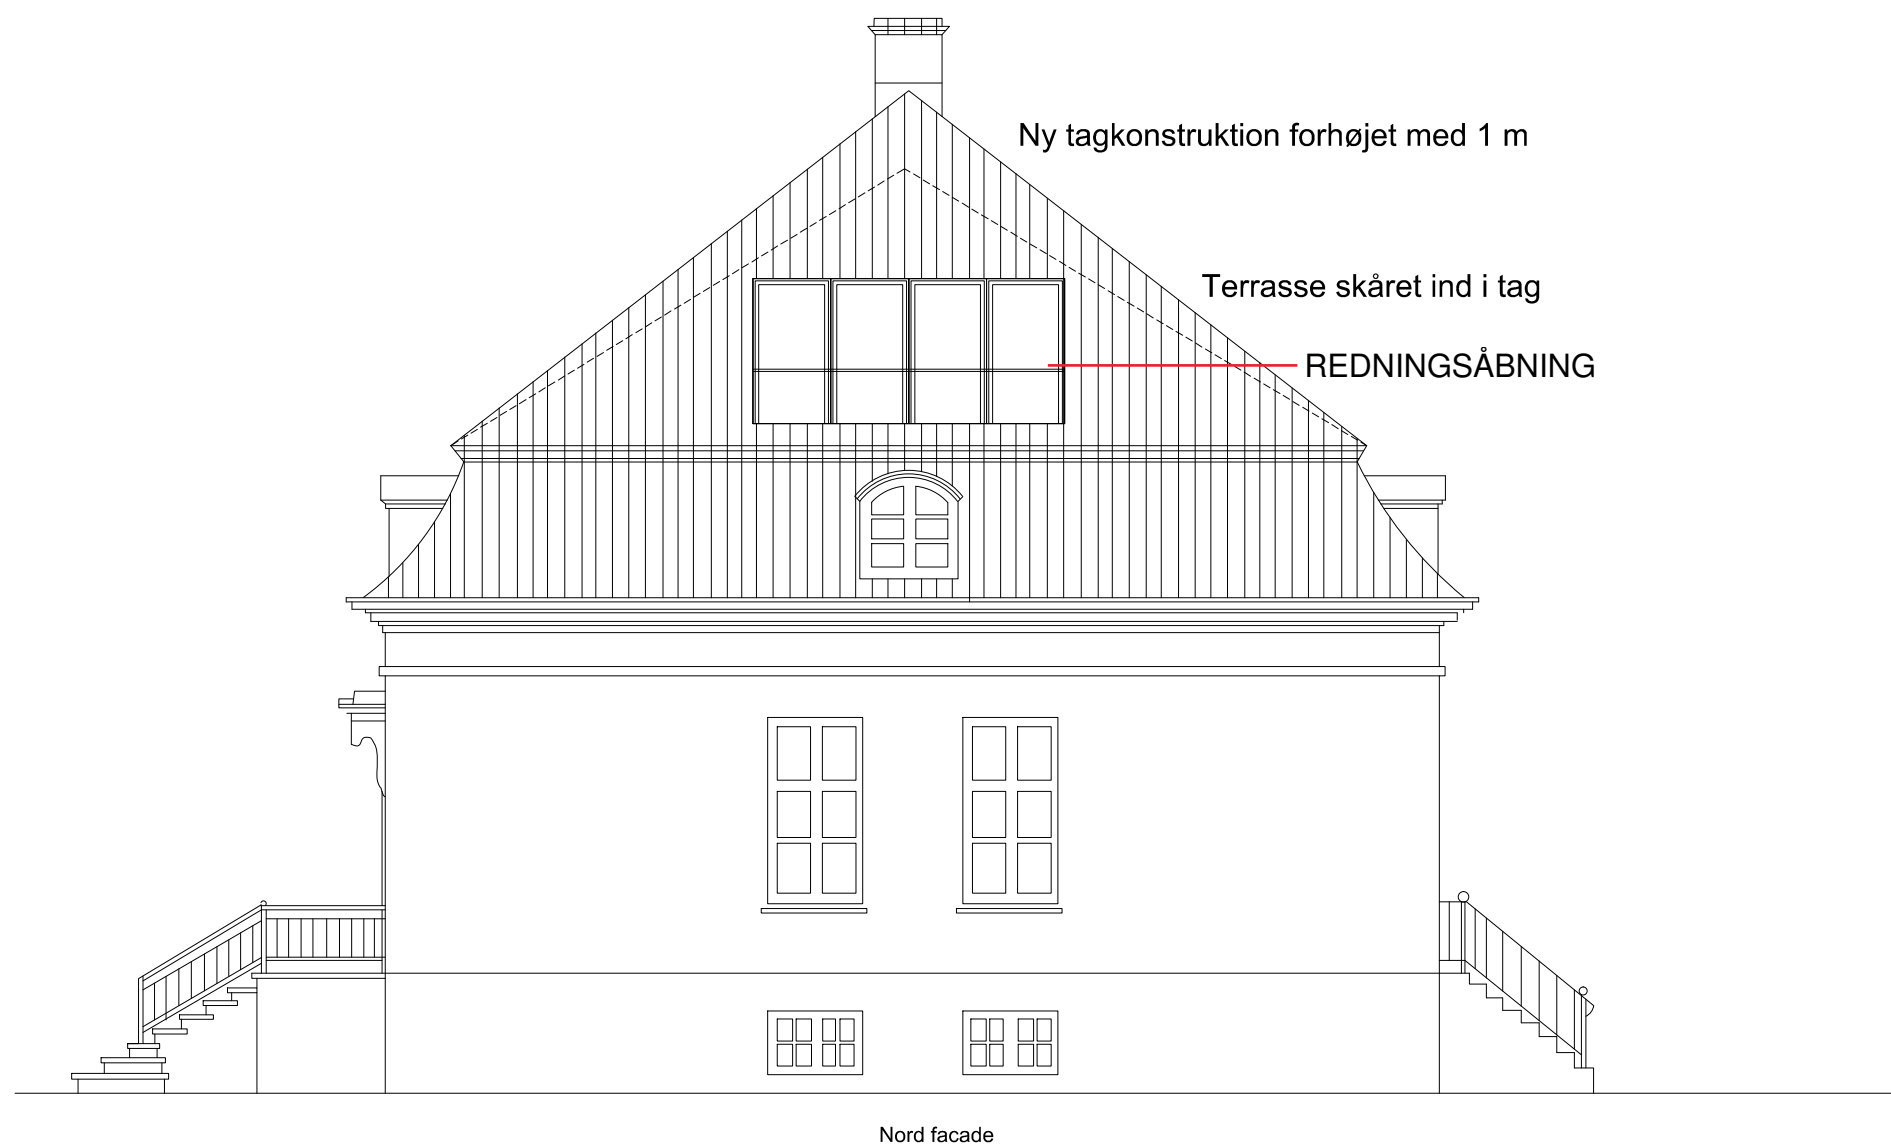 Ny tagkonstruktion forhøjet med 1 m
Terrasse skåret ind i tag
REDNINGSÅBNING
Nord facade